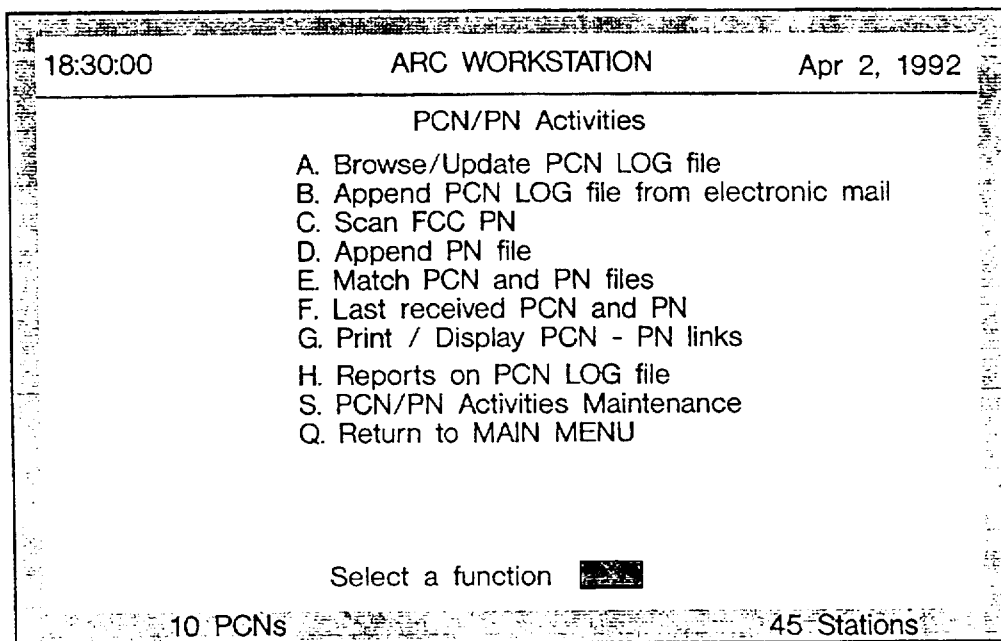 18:30:00 ARC WORKSTATION Apr 2, 1992
PCN/PN Activities
A. Browse/Update PCN LOG file
B. Append PCN LOG file from electronic mail
C. Scan FCC PN
D. Append PN file
E. Match PCN and PN files
F. Last received PCN and PN
G. Print / Display PCN - PN links
H. Reports on PCN LOG file
S. PCN/PN Activities Maintenance
Q. Return to MAIN MENU
Select a function
10 PCNs 45 Stations